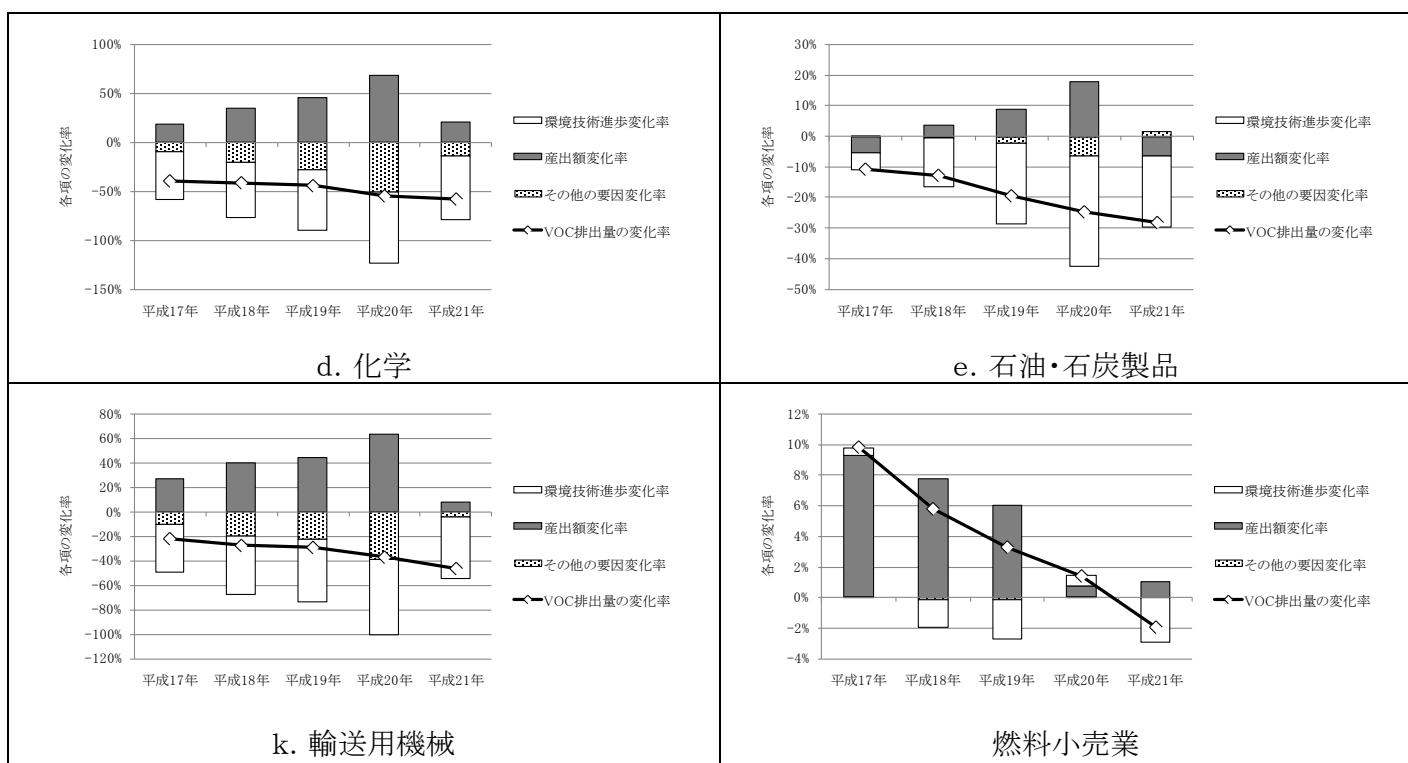 100%
50%
0%
-50%
-100%
-150%
各項の変化率
平成17年 平成18年 平成19年 平成20年 平成21年
環境技術進歩変化率
産出額変化率
その他の要因変化率
VOC排出量の変化率
d. 化学
30%
20%
10%
0%
-10%
-20%
-30%
-40%
-50%
各項の変化率
平成17年 平成18年 平成19年 平成20年 平成21年
環境技術進歩変化率
産出額変化率
その他の要因変化率
VOC排出量の変化率
e. 石油・石炭製品
80%
60%
40%
20%
0%
-20%
-40%
-60%
-80%
-100%
-120%
各項の変化率
平成17年 平成18年 平成19年 平成20年 平成21年
環境技術進歩変化率
産出額変化率
その他の要因変化率
VOC排出量の変化率
k. 輸送用機械
12%
10%
8%
6%
4%
2%
0%
-2%
-4%
各項の変化率
平成17年 平成18年 平成19年 平成20年 平成21年
環境技術進歩変化率
産出額変化率
その他の要因変化率
VOC排出量の変化率
燃料小売業